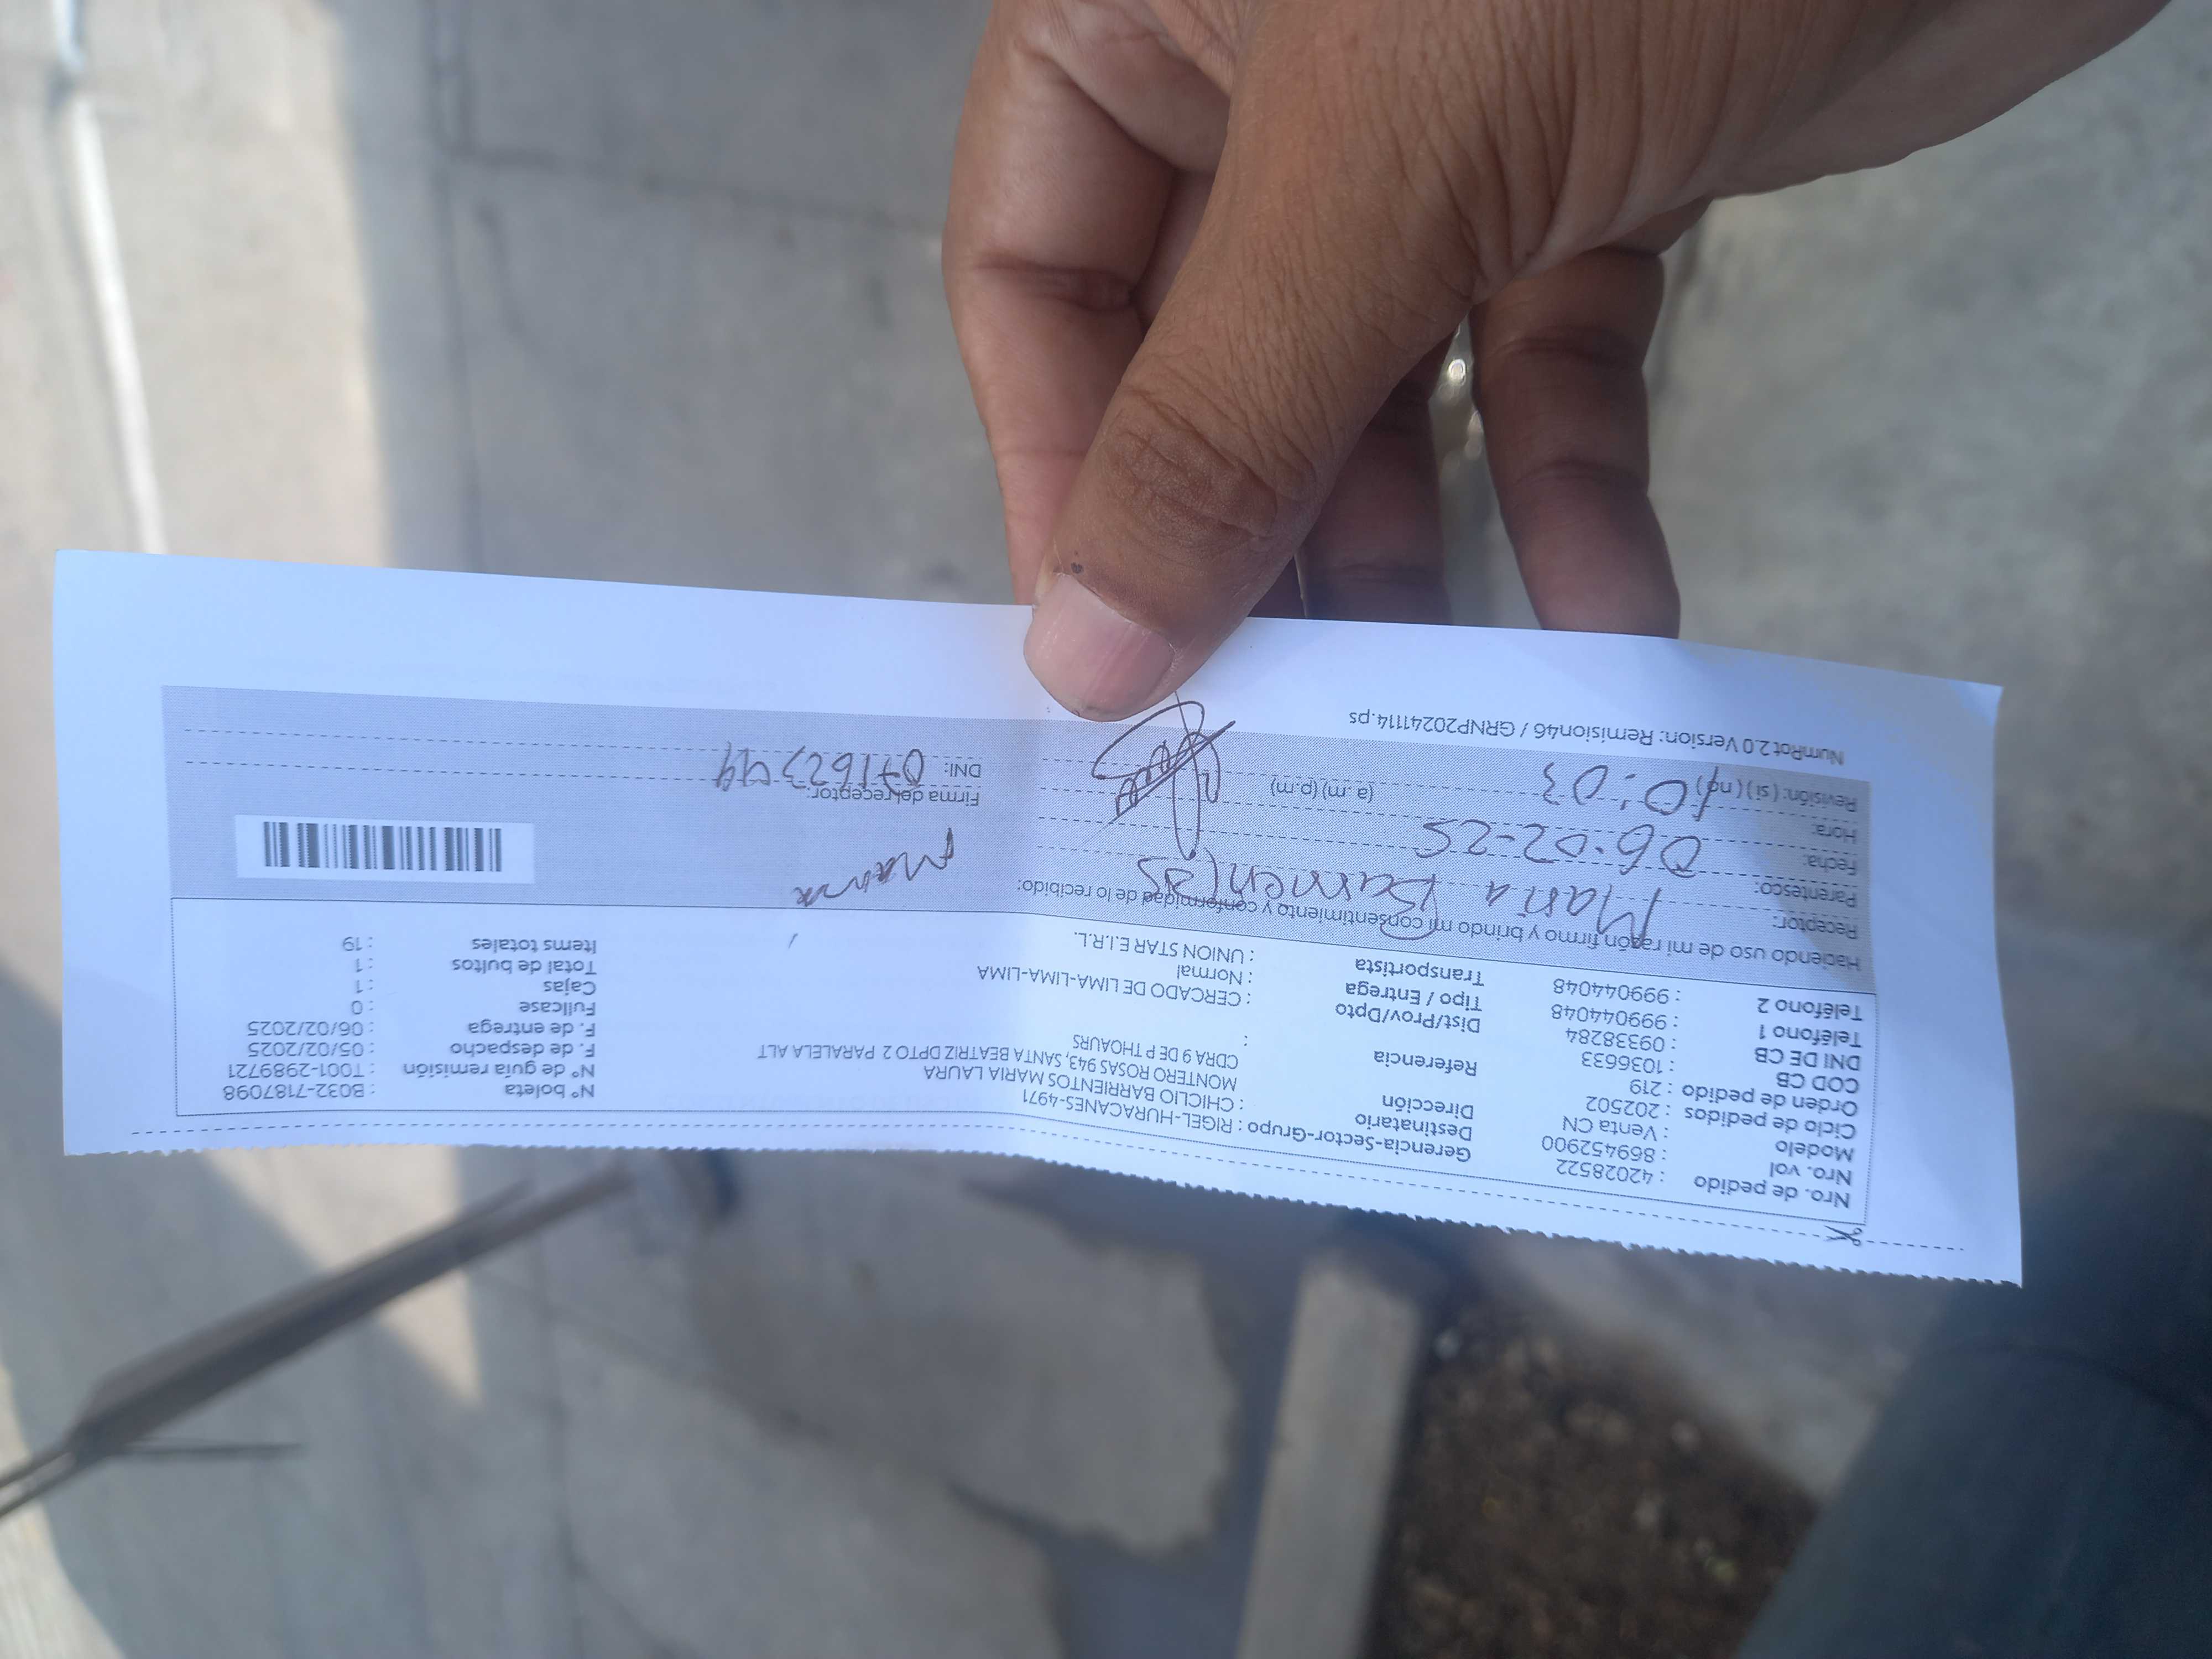 Nro. de pedido : 42028522
Nro. vol : 869452900
Modelo : Venta CN
Ciclo de pedidos : 202502
Orden de pedido : 219
COD CB : 1036633
DNI DE CB : 09338284
Teléfono 1 : 999044048
Teléfono 2 : 999044048
Gerencia-Sector-Grupo : RIGEL-HURACANES-4971
Destinatario : CHICLIO BARRIENTOS MARIA LAURA
Dirección MONTERO ROSAS 943, SANTA BEATRIZ DPTO 2 PARALELA ALT
CDRA 9 DE P THOAURS
Referencia :
Dist/Prov/Dpto : CERCADO DE LIMA-LIMA-LIMA
Tipo / Entrega : Normal
Transportista : UNION STAR E.I.R.L.
Nº boleta : B032-7187098
Nº de guía remisión : T001-2989721
F. de despacho : 05/02/2025
F. de entrega : 06/02/2025
Fullcase : 0
Cajas : 1
Total de bultos : 1
Items totales : 19
Haciendo uso de mi razón firmo y brindo mi consentimiento y conformidad de lo recibido:
Receptor: Maria
Parentesco:
Fecha: 06-02-25
Hora: 10:03 (a.m) (p.m)
Revisión: ( si ) ( no )
Firma del receptor:
DNI:
NumRot 2.0 Version: Remision46 / GRNP20241114.ps